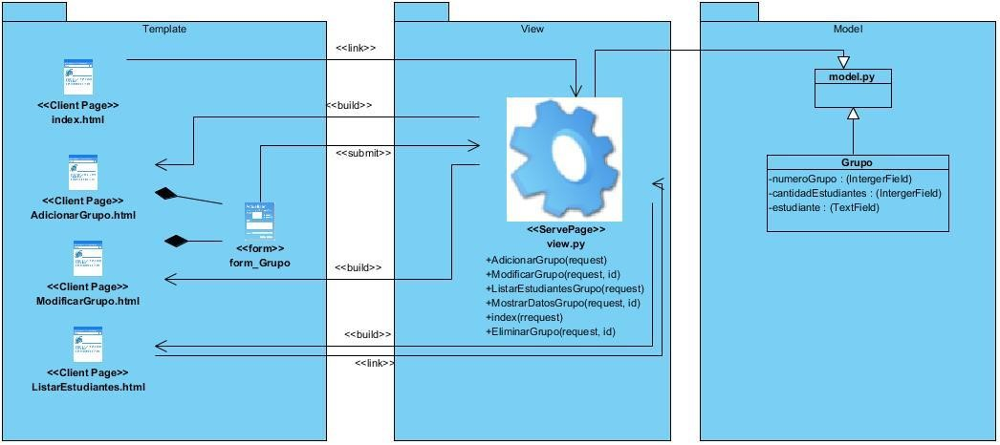 Template
<<Client Page>>
index.html
<<Client Page>>
AdicionarGrupo.html
<<form>>
form_Grupo
<<Client Page>>
ModificarGrupo.html
<<Client Page>>
ListarEstudiantes.html
<<link>>
<<build>>
<<submit>>
<<build>>
<<build>>
<<link>>
View
<<ServePage>>
view.py
+AdicionarGrupo(request)
+ModificarGrupo(request, id)
+ListarEstudiantesGrupo(request)
+MostrarDatosGrupo(request, id)
+index(rrequest)
+EliminarGrupo(request, id)
Model
model.py
Grupo
-numeroGrupo : (IntergerField)
-cantidadEstudiantes : (IntergerField)
-estudiante : (TextField)